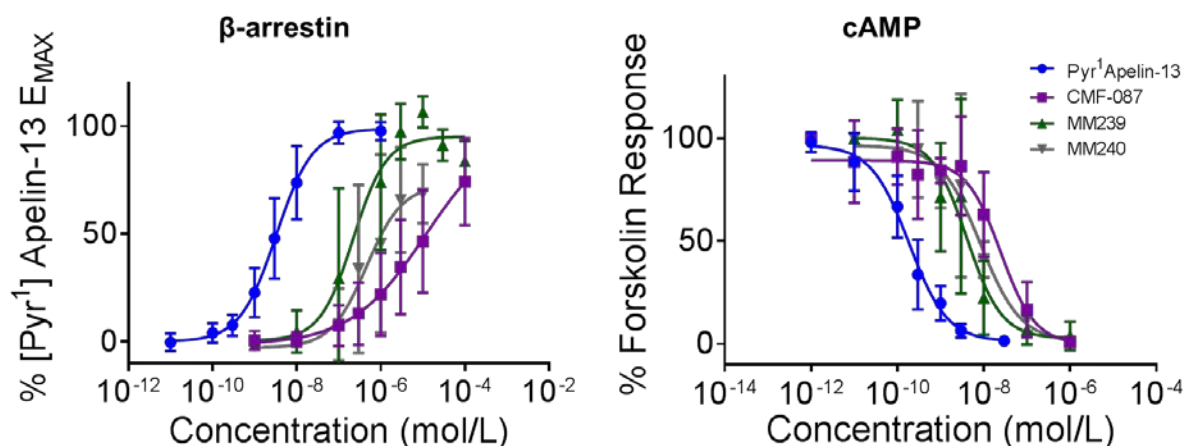 β-arrestin
% [Pyr¹] Apelin-13 E_MAX
100
50
0
10⁻¹² 10⁻¹⁰ 10⁻⁸ 10⁻⁶ 10⁻⁴ 10⁻²
Concentration (mol/L)
cAMP
Pyr¹Apelin-13
CMF-087
MM239
MM240
% Forskolin Response
100
50
0
10⁻¹⁴ 10⁻¹² 10⁻¹⁰ 10⁻⁸ 10⁻⁶ 10⁻⁴
Concentration (mol/L)